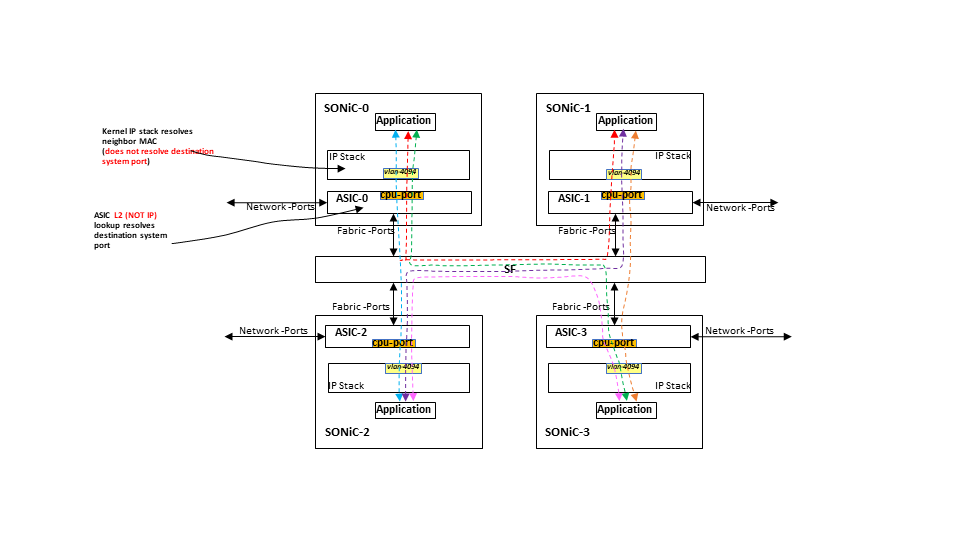 SONiC-0
Application
IP Stack
vlan 4094
cpu-port
ASIC-0
Network-Ports
Fabric-Ports
SONiC-1
Application
IP Stack
vlan 4094
cpu-port
ASIC-1
Network-Ports
Fabric-Ports
Kernel IP stack resolves
neighbor MAC
(does not resolve destination
system port)
ASIC L2 (NOT IP)
lookup resolves
destination system
port
SF
Fabric-Ports
Network-Ports
ASIC-2
cpu-port
vlan 4094
IP Stack
Application
SONiC-2
Fabric-Ports
Network-Ports
ASIC-3
cpu-port
vlan 4094
IP Stack
Application
SONiC-3